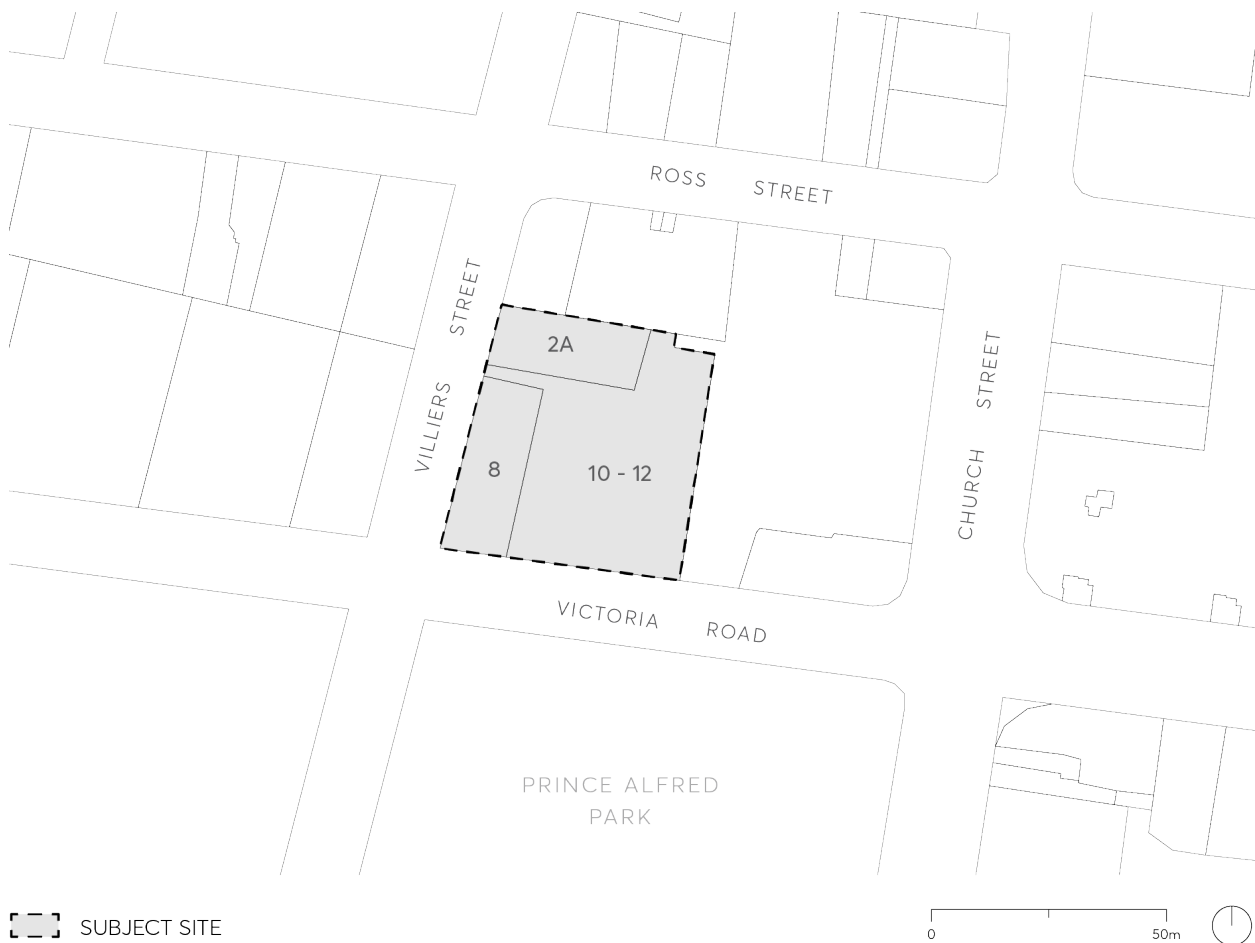 ROSS STREET
VILLIERS STREET
2A
8
10 - 12
CHURCH STREET
VICTORIA ROAD
PRINCE ALFRED
PARK
SUBJECT SITE
0 50m